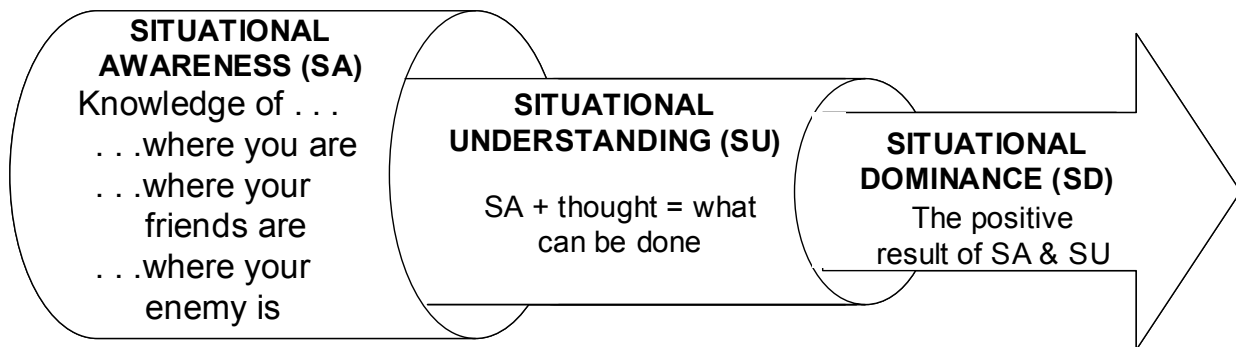 SITUATIONAL
AWARENESS (SA)
Knowledge of . . .
. . .where you are
. . .where your
friends are
. . .where your
enemy is
SITUATIONAL
UNDERSTANDING (SU)
SA + thought = what
can be done
SITUATIONAL
DOMINANCE (SD)
The positive
result of SA & SU